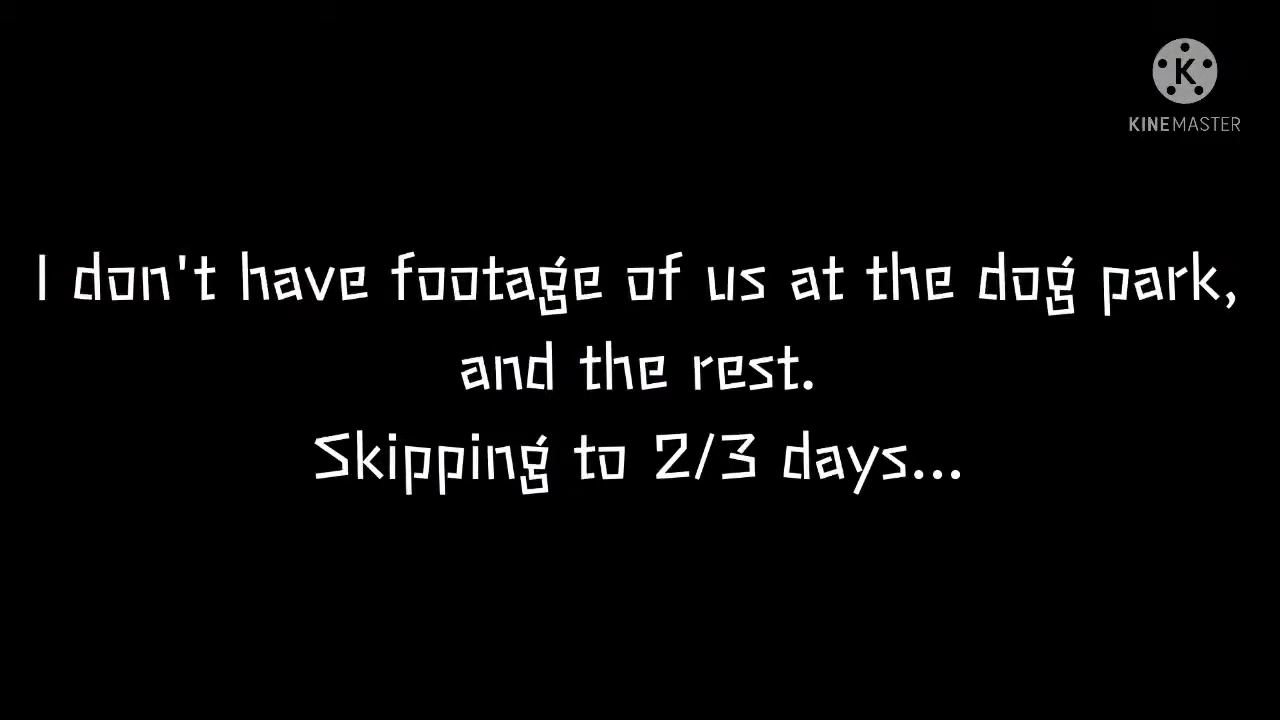 K
KINEMASTER
I don't have footage of us at the dog park,
and the rest.
Skipping to 2/3 days...